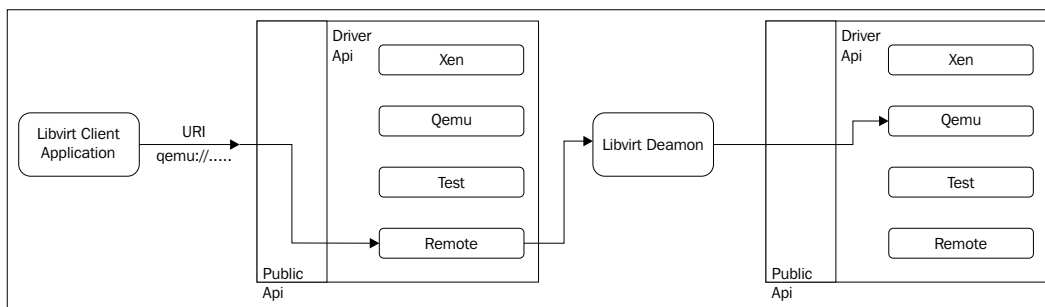 Libvirt Client
Application
URI
qemu://.....
Driver
Api
Xen
Qemu
Test
Remote
Public
Api
Libvirt Deamon
Driver
Api
Xen
Qemu
Test
Remote
Public
Api